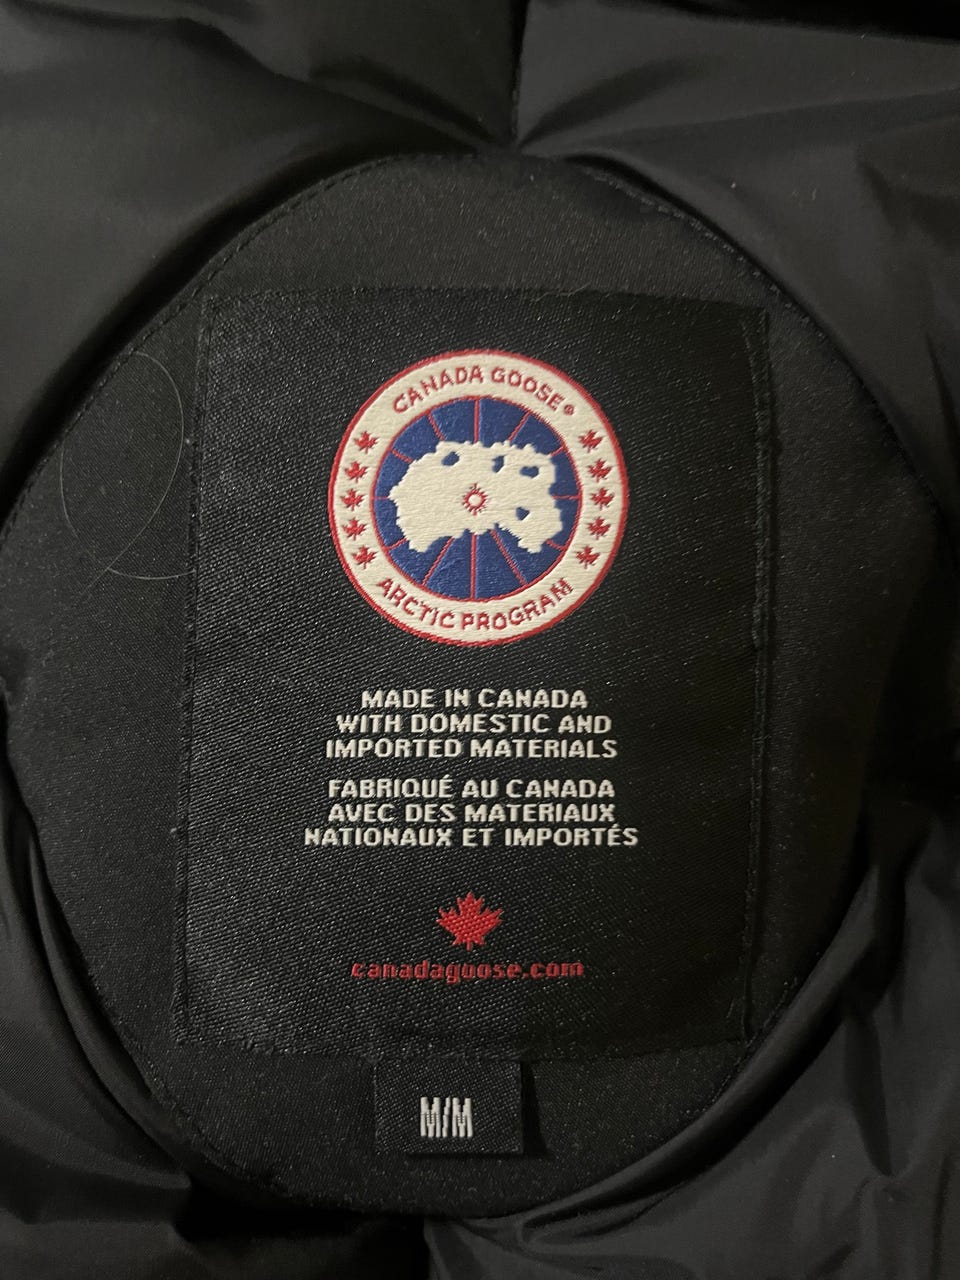 CANADA GOOSE®
ARCTIC PROGRAM
MADE IN CANADA
WITH DOMESTIC AND
IMPORTED MATERIALS
FABRIQUÉ AU CANADA
AVEC DES MATERIAUX
NATIONAUX ET IMPORTÉS
canadagoose.com
M/M